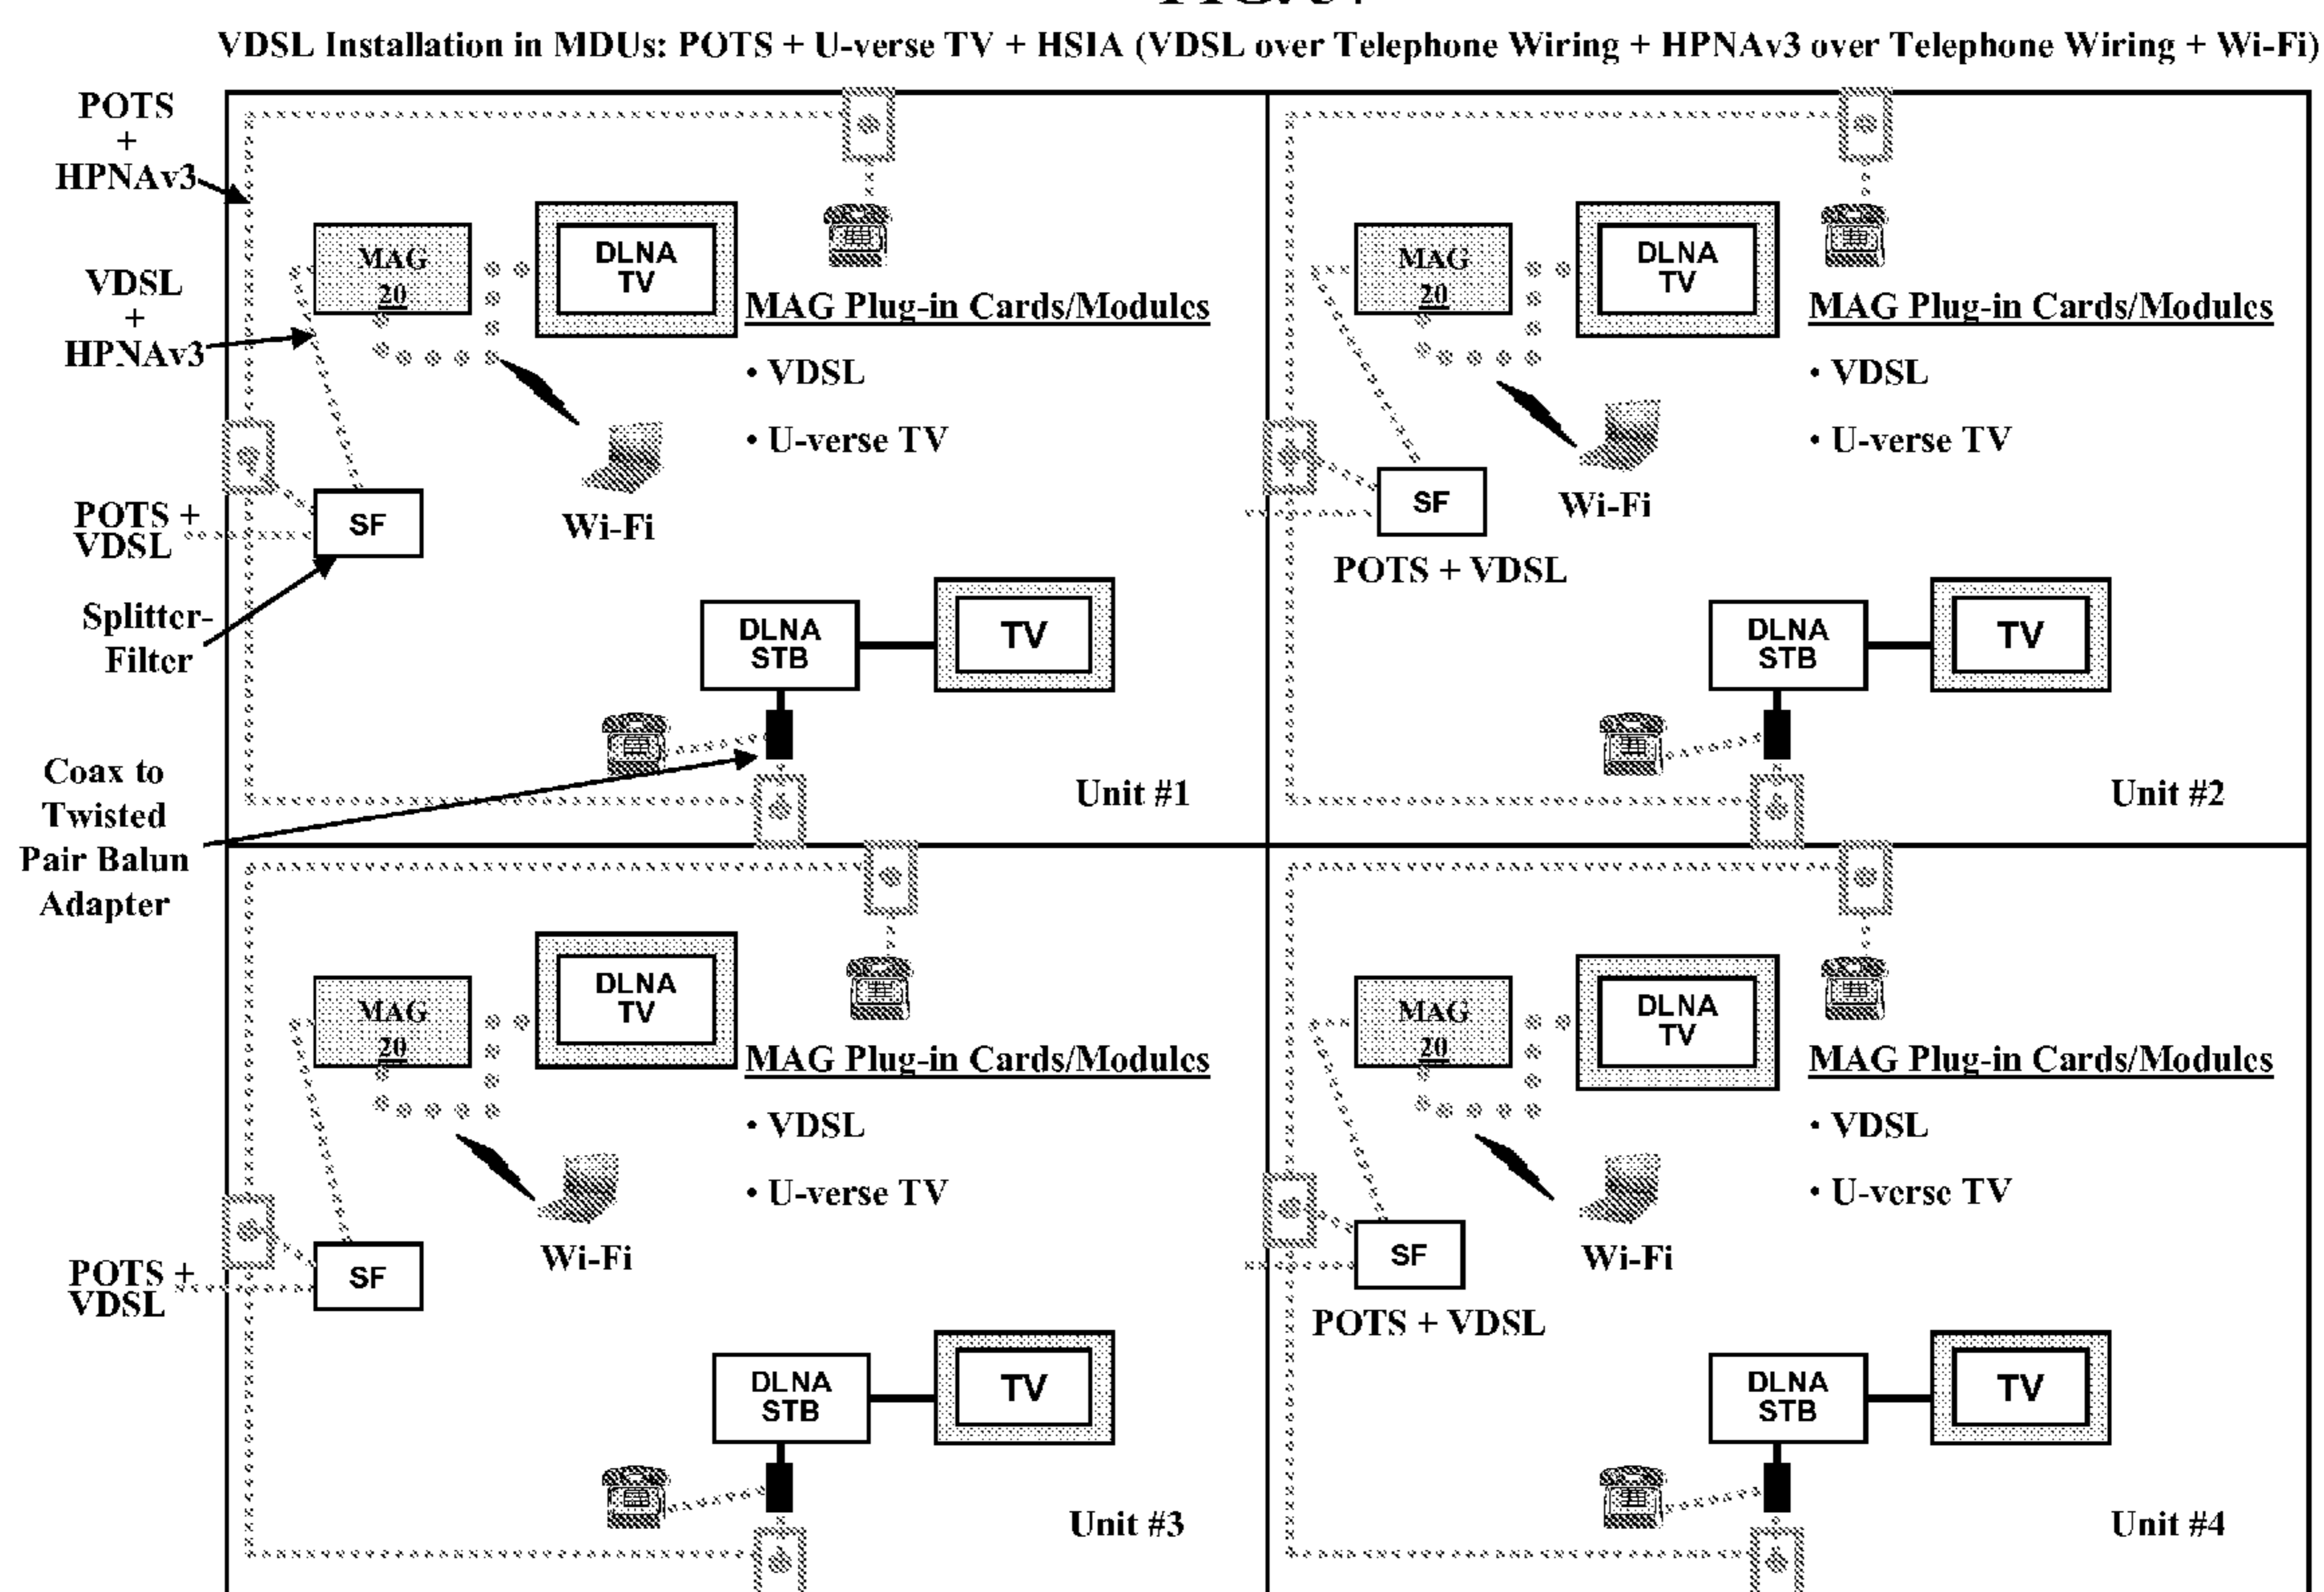 VDSL Installation in MDUs: POTS + U-verse TV + HSIA (VDSL over Telephone Wiring + HPNAv3 over Telephone Wiring + Wi-Fi)
POTS
+
HPNAv3
VDSL
+
HPNAv3
POTS +
VDSL
Splitter-
Filter
Coax to
Twisted
Pair Balun
Adapter
MAG
20
DLNA
TV
MAG Plug-in Cards/Modules
• VDSL
• U-verse TV
Wi-Fi
SF
DLNA
STB
TV
Unit #1
MAG
20
DLNA
TV
MAG Plug-in Cards/Modules
• VDSL
• U-verse TV
Wi-Fi
SF
POTS + VDSL
DLNA
STB
TV
Unit #2
MAG
20
DLNA
TV
MAG Plug-in Cards/Modules
• VDSL
• U-verse TV
Wi-Fi
POTS +
VDSL
SF
DLNA
STB
TV
Unit #3
MAG
20
DLNA
TV
MAG Plug-in Cards/Modules
• VDSL
• U-verse TV
Wi-Fi
SF
POTS + VDSL
DLNA
STB
TV
Unit #4